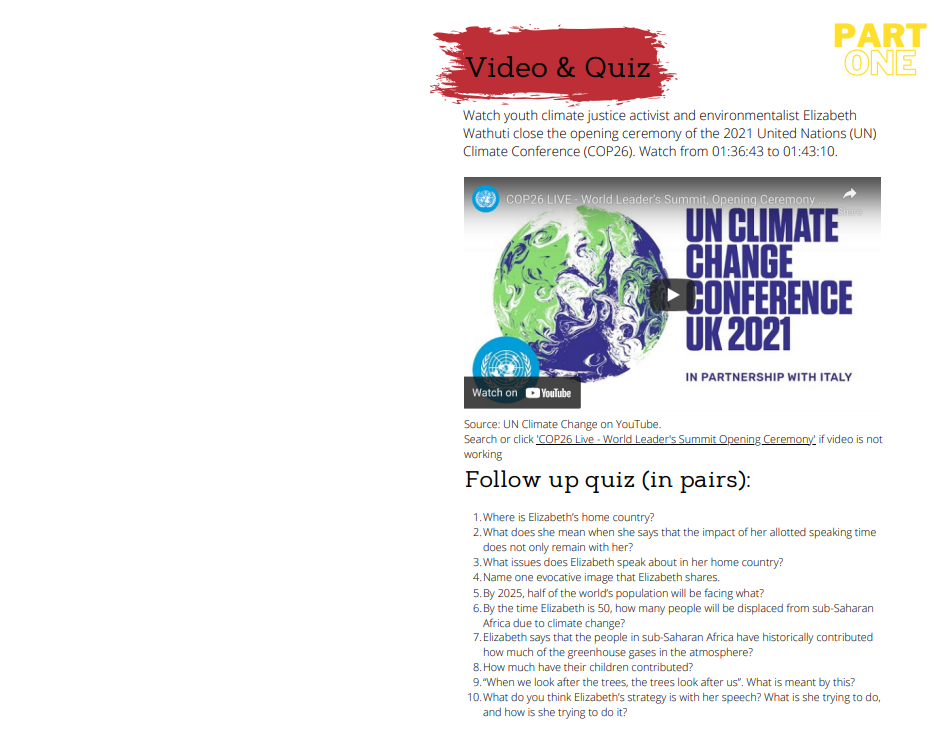 PART
ONE
Video & Quiz
Watch youth climate justice activist and environmentalist Elizabeth
Wathuti close the opening ceremony of the 2021 United Nations (UN)
Climate Conference (COP26). Watch from 01:36:43 to 01:43:10.
COP26 LIVE - World Leader's Summit, Opening Ceremony
Share
UN CLIMATE
CHANGE
CONFERENCE
UK 2021
IN PARTNERSHIP WITH ITALY
Watch on YouTube
Source: UN Climate Change on YouTube.
Search or click 'COP26 Live - World Leader's Summit Opening Ceremony' if video is not
working
Follow up quiz (in pairs):
1. Where is Elizabeth's home country?
2. What does she mean when she says that the impact of her allotted speaking time
does not only remain with her?
3. What issues does Elizabeth speak about in her home country?
4. Name one evocative image that Elizabeth shares.
5. By 2025, half of the world's population will be facing what?
6. By the time Elizabeth is 50, how many people will be displaced from sub-Saharan
Africa due to climate change?
7. Elizabeth says that the people in sub-Saharan Africa have historically contributed
how much of the greenhouse gases in the atmosphere?
8. How much have their children contributed?
9. "When we look after the trees, the trees look after us". What is meant by this?
10. What do you think Elizabeth's strategy is with her speech? What is she trying to do,
and how is she trying to do it?